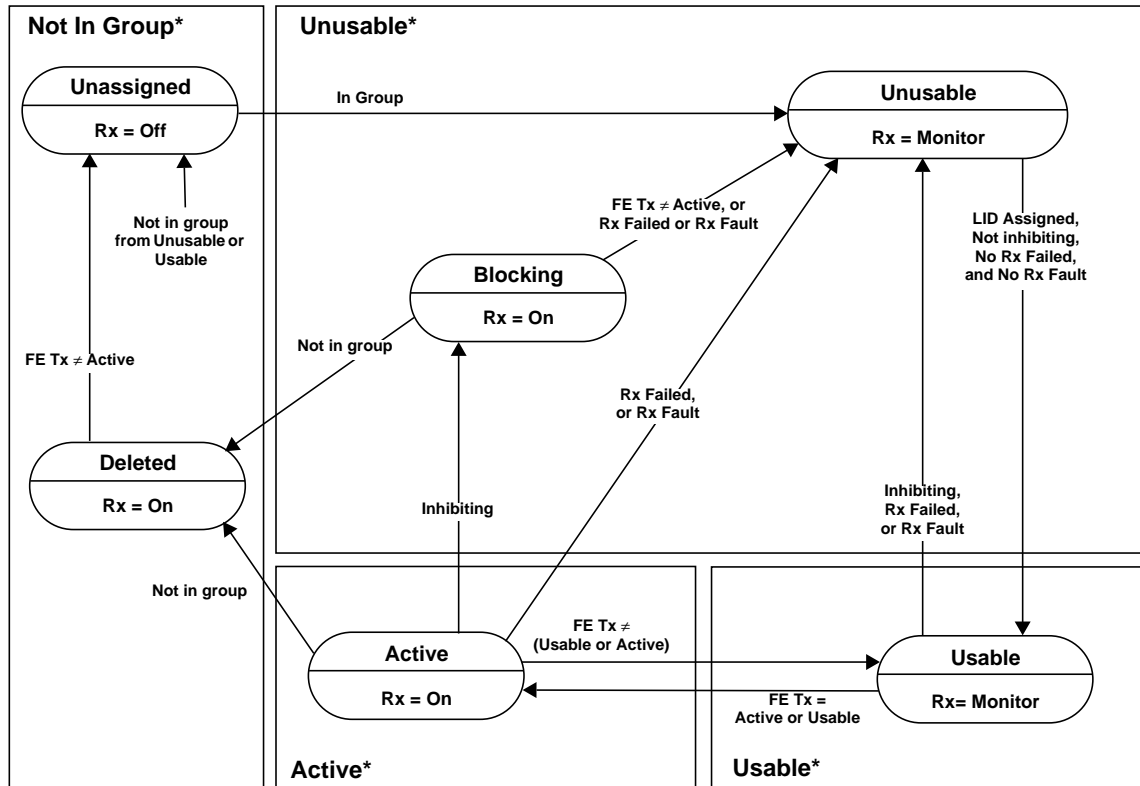 Not In Group*
Unusable*
Unassigned
Rx = Off
In Group
Unusable
Rx = Monitor
Not in group
from Unusable or
Usable
FE Tx ≠ Active, or
Rx Failed or Rx Fault
LID Assigned,
Not inhibiting,
No Rx Failed,
and No Rx Fault
Blocking
Rx = On
Not in group
FE Tx ≠ Active
Rx Failed,
or Rx Fault
Deleted
Rx = On
Inhibiting
Inhibiting,
Rx Failed,
or Rx Fault
Not in group
FE Tx ≠
(Usable or Active)
Active
Rx = On
Usable
Rx= Monitor
FE Tx =
Active or Usable
Active*
Usable*